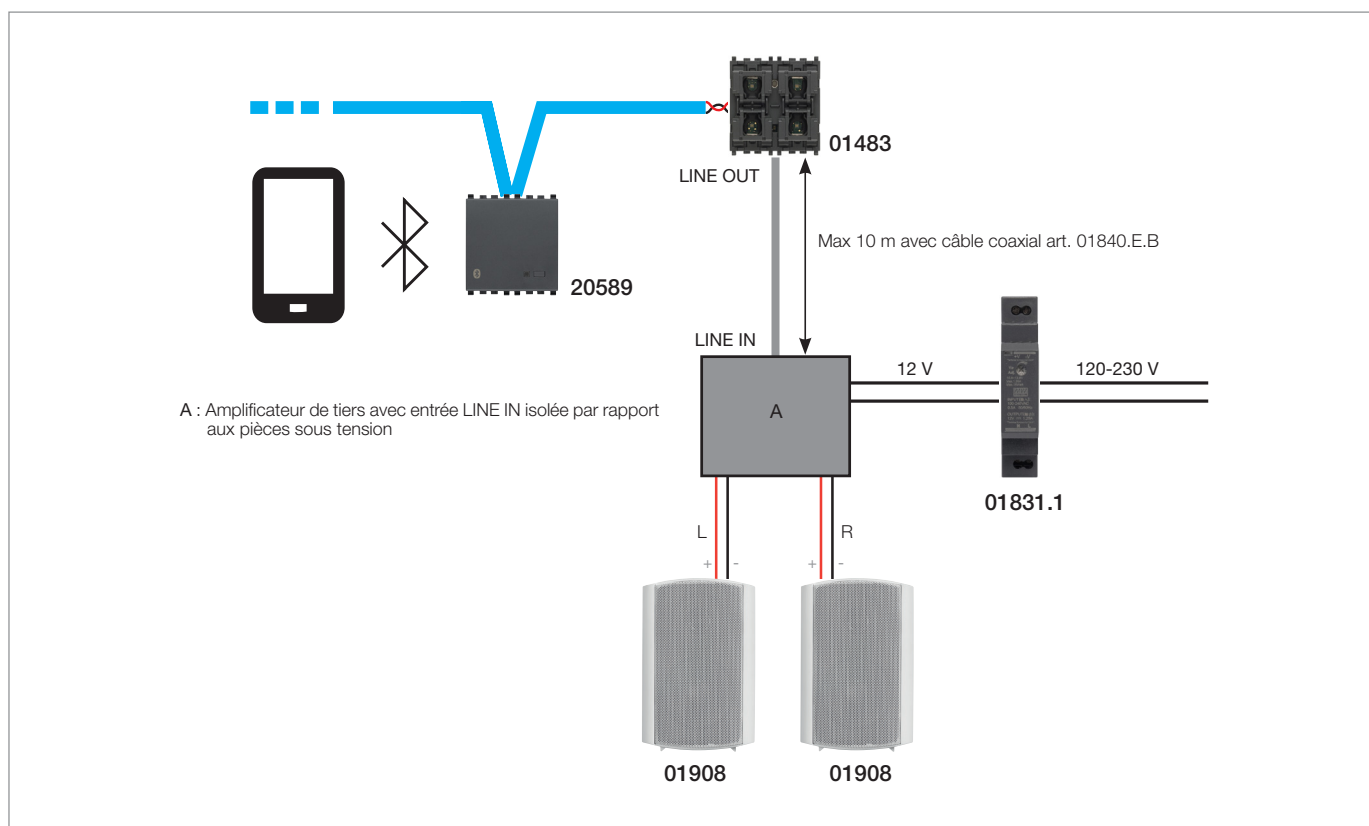 01483
LINE OUT
Max 10 m avec câble coaxial art. 01840.E.B
20589
LINE IN
12 V
120-230 V
A : Amplificateur de tiers avec entrée LINE IN isolée par rapport
aux pièces sous tension
A
01831.1
L
R
+
-
+
-
01908
01908